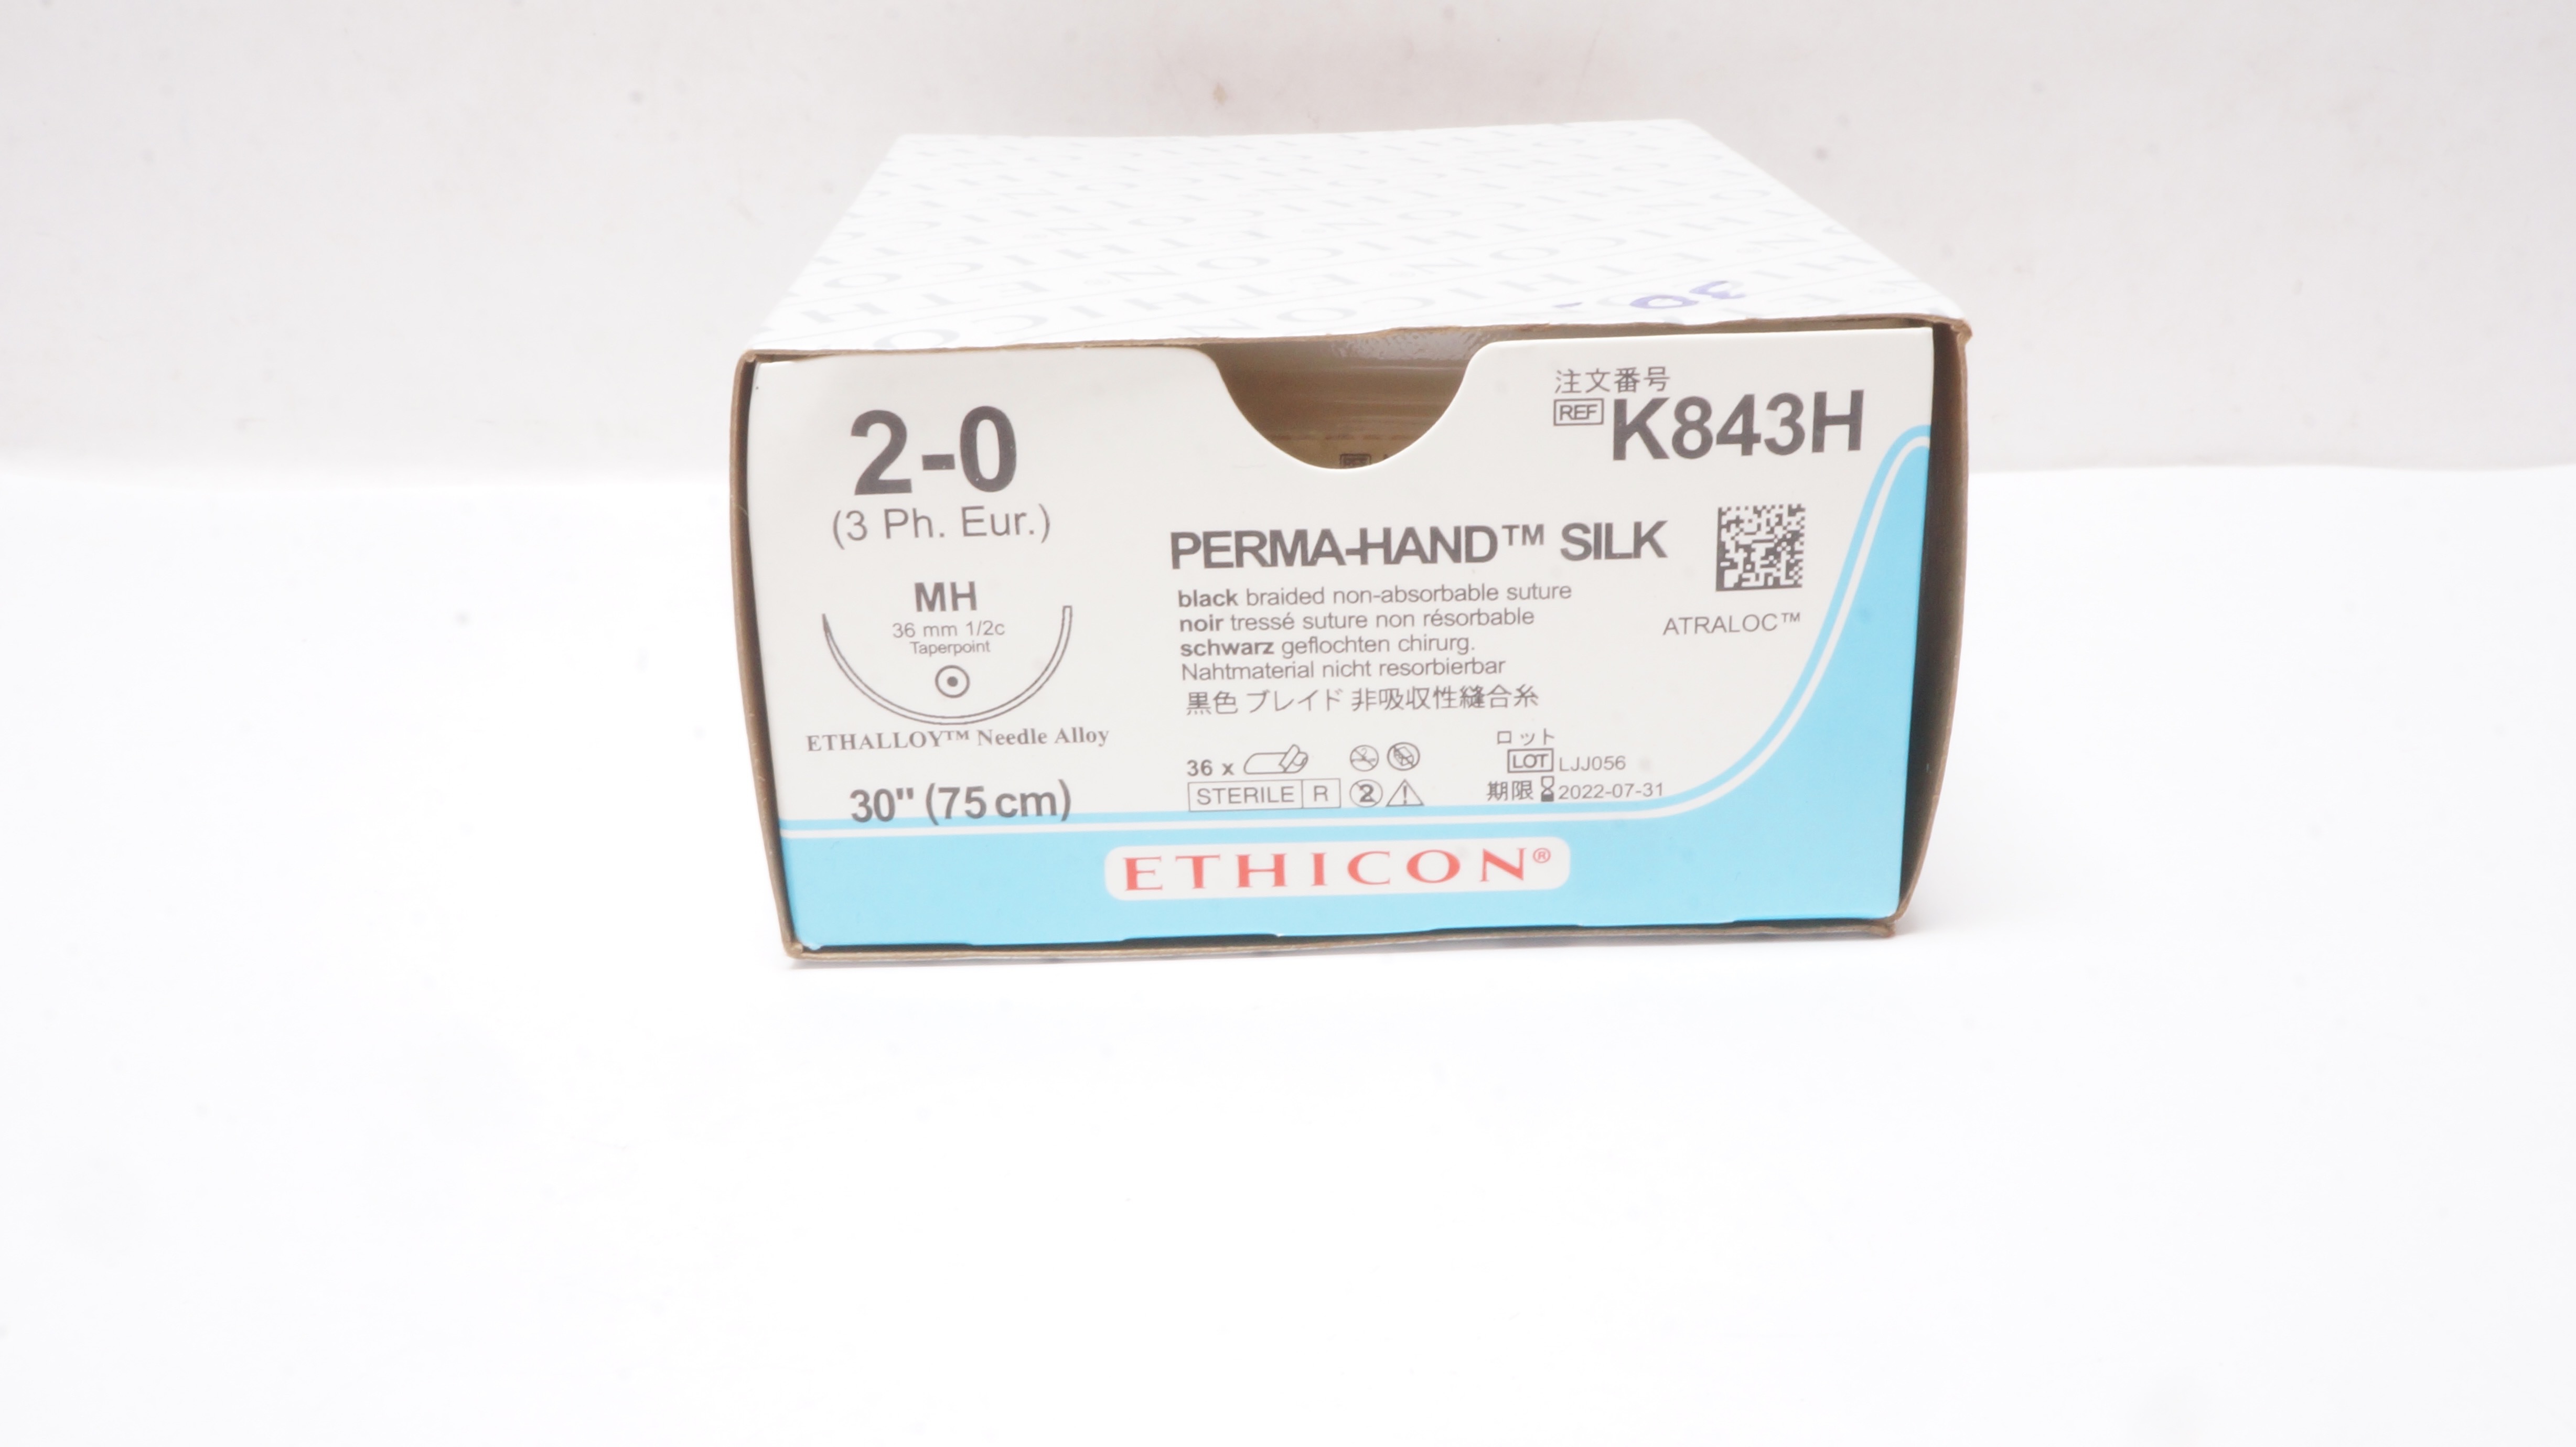 30 -
2-0
(3 Ph. Eur.)
MH
36 mm 1/2c
Taperpoint
ETHALLOY™ Needle Alloy
30" (75 cm)
注文番号
REF K843H
PERMA-HAND™ SILK
black braided non-absorbable suture
noir tressé suture non résorbable
schwarz geflochten chirurg.
Nahtmaterial nicht resorbierbar
黒色 ブレイド 非吸収性縫合糸
ATRALOC™
36 x
STERILE R 2
ロット
LOT LJJ056
期限 2022-07-31
ETHICON®